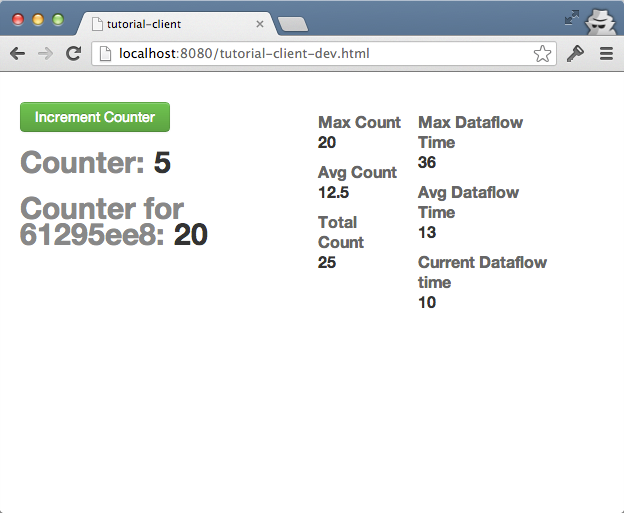 tutorial-client
localhost:8080/tutorial-client-dev.html
Increment Counter
Counter: 5
Counter for
61295ee8: 20
Max Count
20
Avg Count
12.5
Total
Count
25
Max Dataflow
Time
36
Avg Dataflow
Time
13
Current Dataflow
time
10